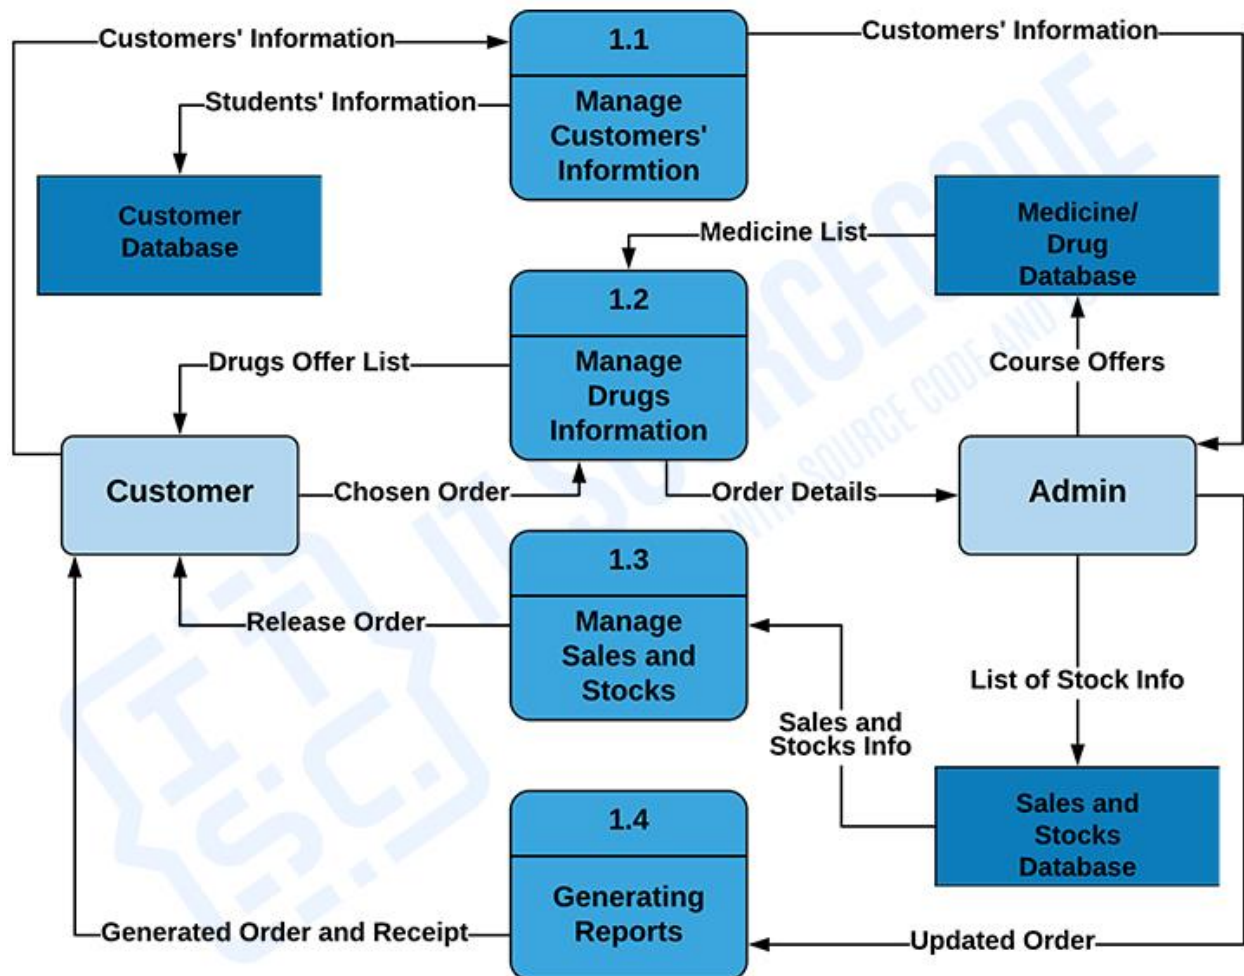 Customers' Information
1.1
Customers' Information
Students' Information
Manage
Customers'
Informtion
Customer
Database
Medicine/
Drug
Database
Medicine List
1.2
Drugs Offer List
Manage
Drugs
Information
Course Offers
Customer
Chosen Order
Order Details
Admin
1.3
Release Order
Manage
Sales and
Stocks
List of Stock Info
Sales and
Stocks Info
1.4
Sales and
Stocks
Database
Generating
Reports
Generated Order and Receipt
Updated Order
IT SOURCECODE